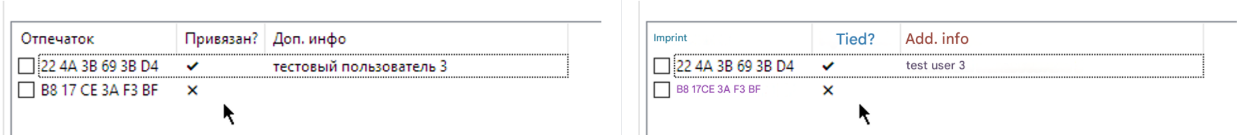 Отпечаток Привязан? Доп. инфо
22 4A 3B 69 3B D4 ✔ тестовый пользователь 3
B8 17 CE 3A F3 BF ✕
Imprint Tied? Add. info
22 4A 3B 69 3B D4 ✔ test user 3
B8 17CE 3A F3 BF ✕